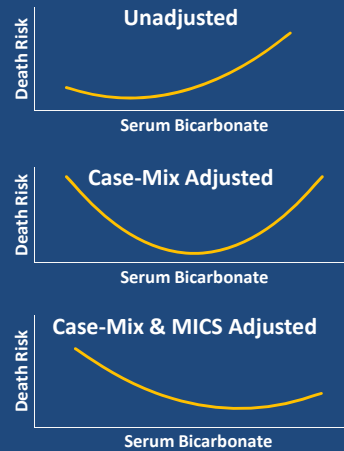 Unadjusted
Death Risk
Serum Bicarbonate
Case-Mix Adjusted
Death Risk
Serum Bicarbonate
Case-Mix & MICS Adjusted
Death Risk
Serum Bicarbonate